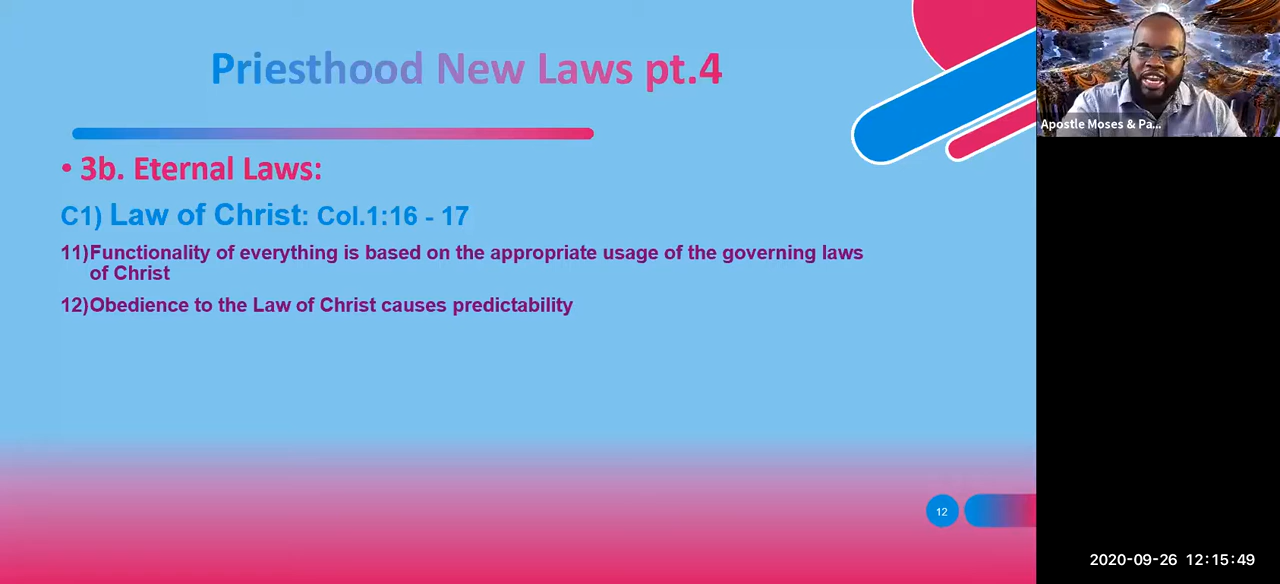 Priesthood New Laws pt.4
• 3b. Eternal Laws:
C1) Law of Christ: Col.1:16 - 17
11)Functionality of everything is based on the appropriate usage of the governing laws
of Christ
12)Obedience to the Law of Christ causes predictability
12
Apostle Moses & Pa...
2020-09-26 12:15:49